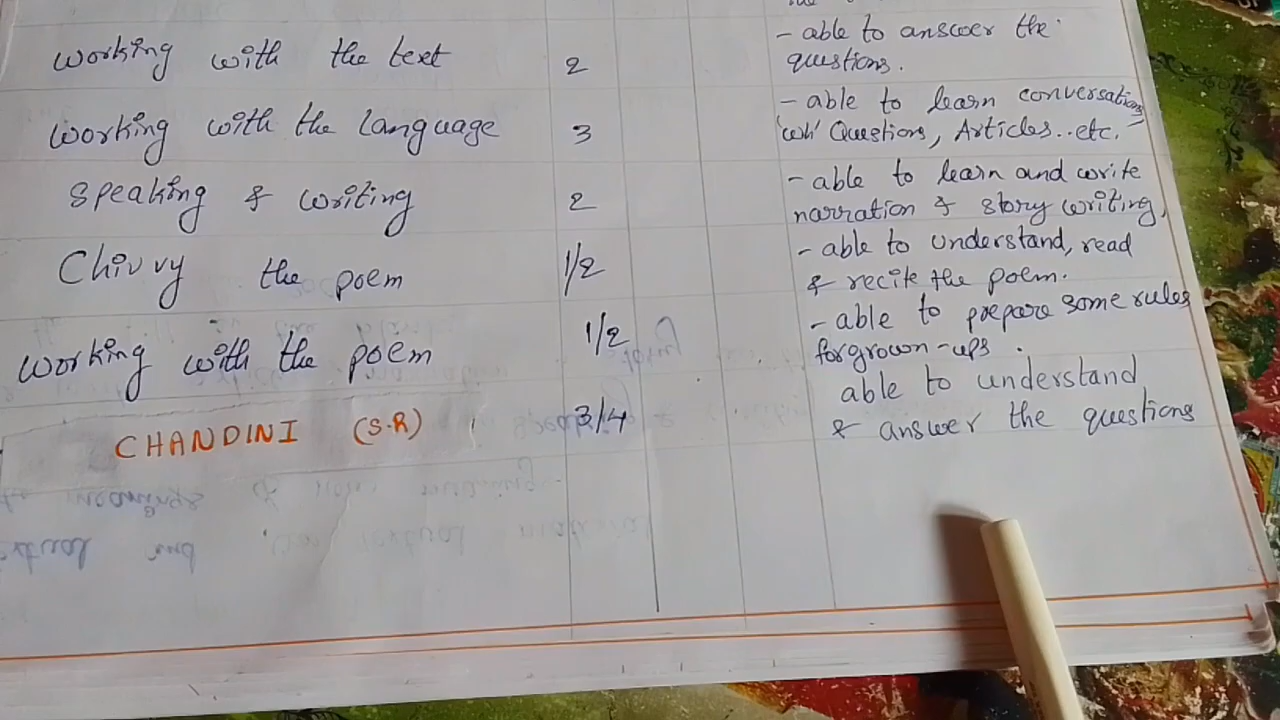 - able to answer the
working with the text 2 questions.
- able to learn conversations
working with the language 3 'wh' Questions, Articles..etc.
- able to learn and write
Speaking & writing 2 narration & story writing,
- able to understand, read
Chivvy the poem 1/2 & recite the poem.
- able to prepare some rules
working with the poem 1/2 for grown-ups.
able to understand
CHANDINI (S.R) 3/4 & answer the questions